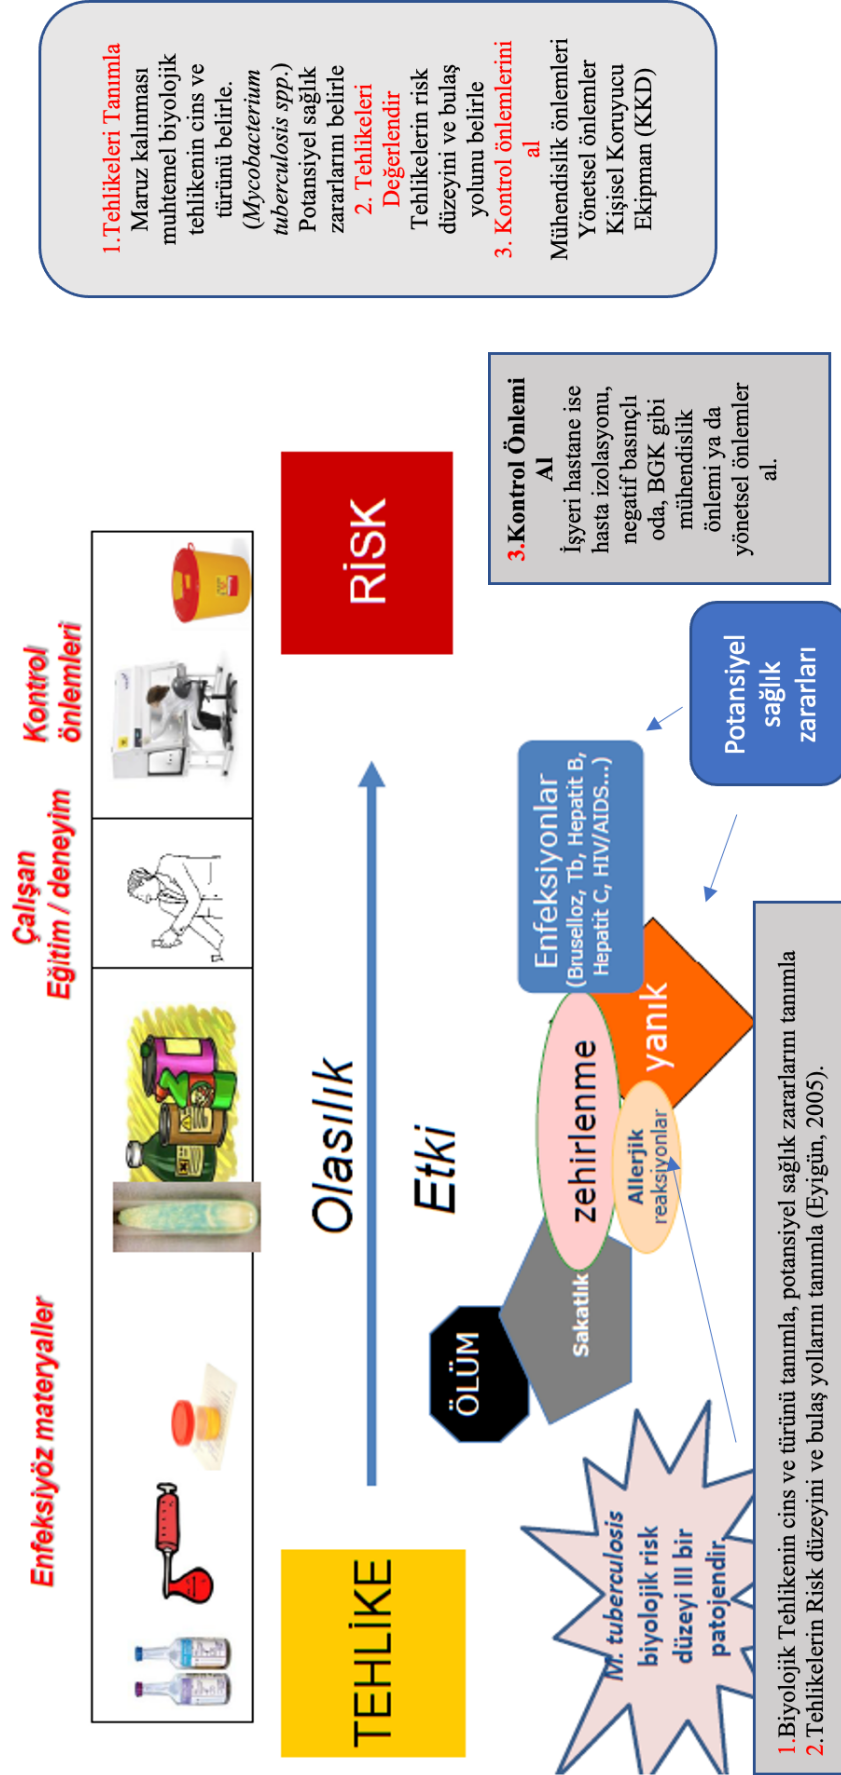 Enfeksiyöz materyaller
Çalışan
Eğitim / deneyim
Kontrol
önlemleri
TEHLİKE
Olasılık
Etki
RİSK
ÖLÜM
Sakatlık
zehirlenme
Allerjik
reaksiyonlar
yanık
Enfeksiyonlar
(Bruselloz, Tb, Hepatit B,
Hepatit C, HIV/AIDS...)
Potansiyel
sağlık
zararları
M. tuberculosis
biyolojik risk
düzeyi III bir
patojendir
1.Biyolojik Tehlikenin cins ve türünü tanımla, potansiyel sağlık zararlarını tanımla
2.Tehlikelerin Risk düzeyini ve bulaş yollarını tanımla (Eyigün, 2005).
3.Kontrol Önlemi
Al
İşyeri hastane ise
hasta izolasyonu,
negatif basınçlı
oda, BGK gibi
mühendislik
önlemi ya da
yönetsel önlemler
al.
1.Tehlikeleri Tanımla
Maruz kalınması
muhtemel biyolojik
tehlikenin cins ve
türünü belirle.
(Mycobacterium
tuberculosis spp.)
Potansiyel sağlık
zararlarını belirle
2. Tehlikeleri
Değerlendir
Tehlikelerin risk
düzeyini ve bulaş
yolunu belirle
3. Kontrol önlemlerini
al
Mühendislik önlemleri
Yönetsel önlemler
Kişisel Koruyucu
Ekipman (KKD)